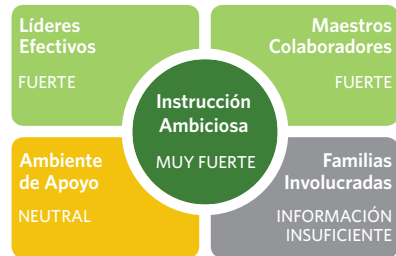 Líderes
Efectivos
FUERTE
Maestros
Colaboradores
FUERTE
Instrucción
Ambiciosa
MUY FUERTE
Ambiente
de Apoyo
NEUTRAL
Familias
Involucradas
INFORMACIÓN
INSUFICIENTE